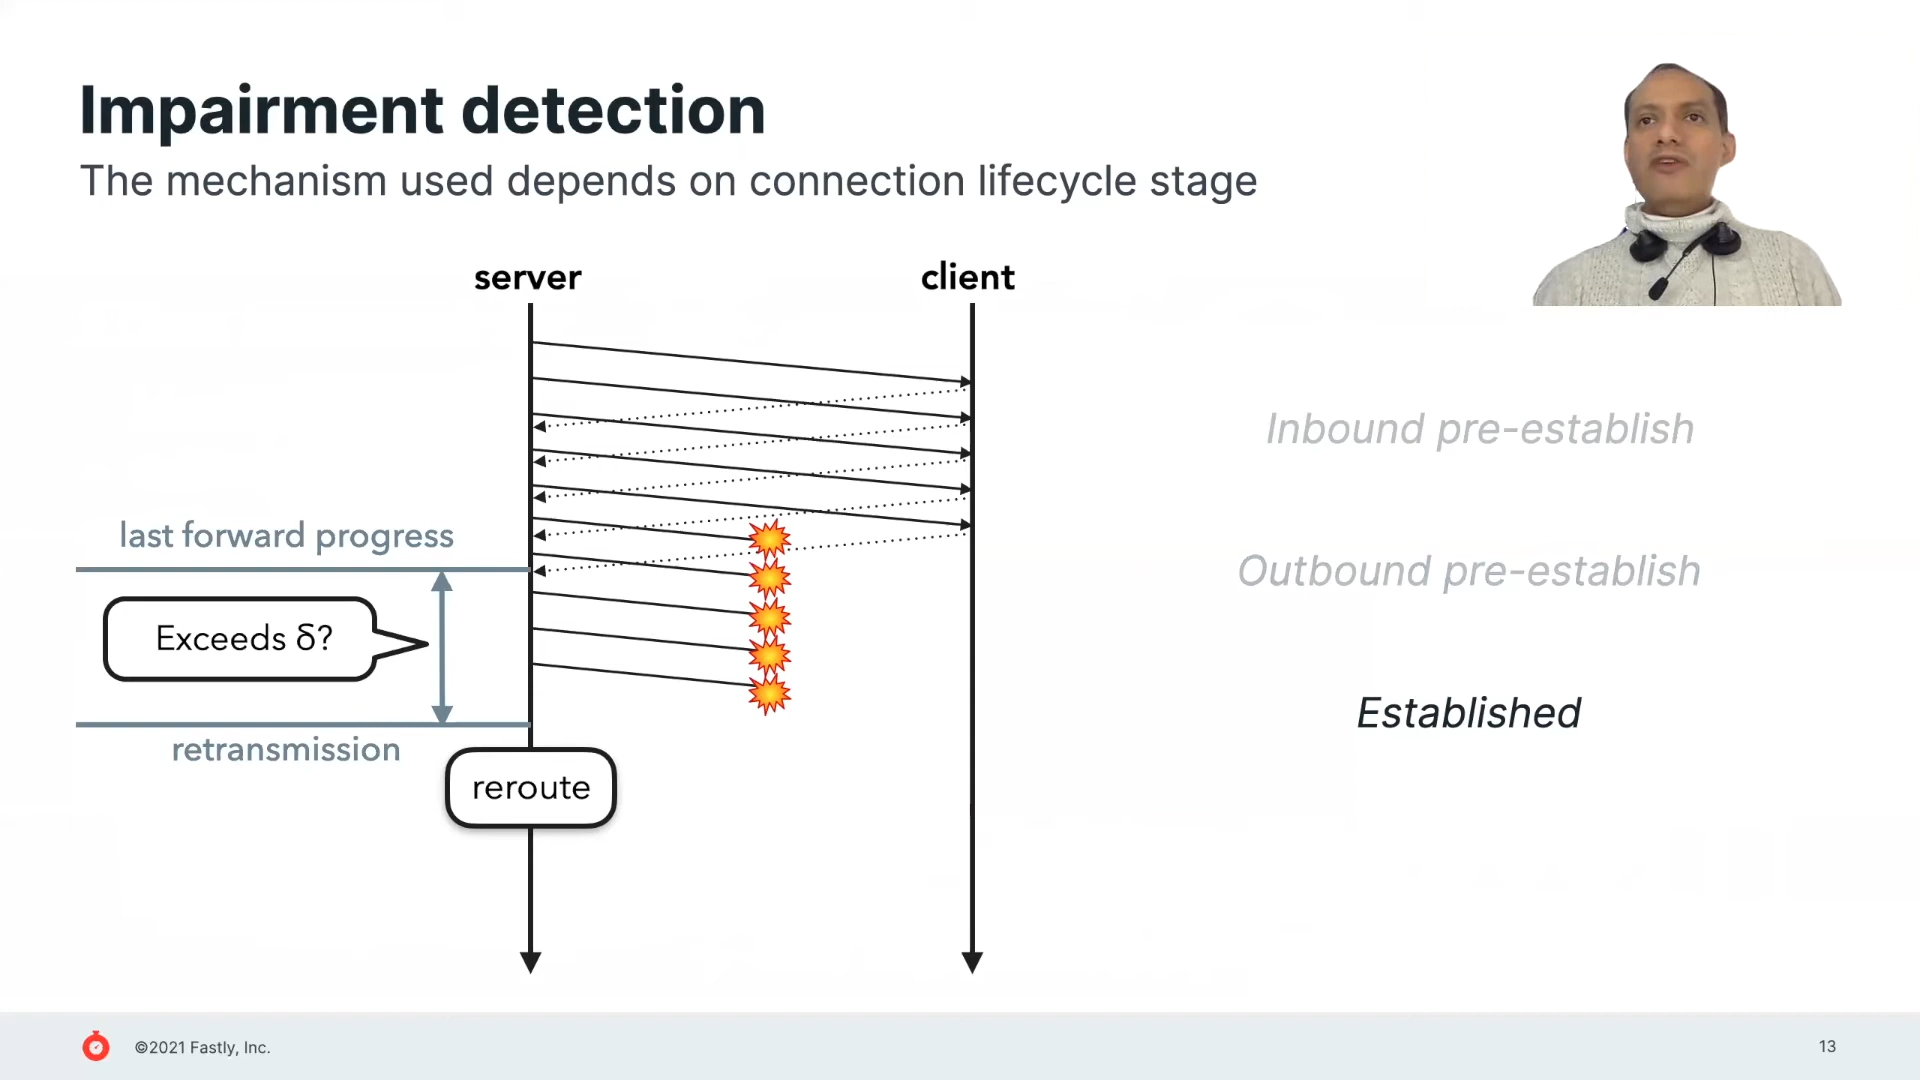 Impairment detection
The mechanism used depends on connection lifecycle stage
server
client
Inbound pre-establish
last forward progress
Outbound pre-establish
Exceeds δ?
Established
retransmission
reroute
©2021 Fastly, Inc.
13